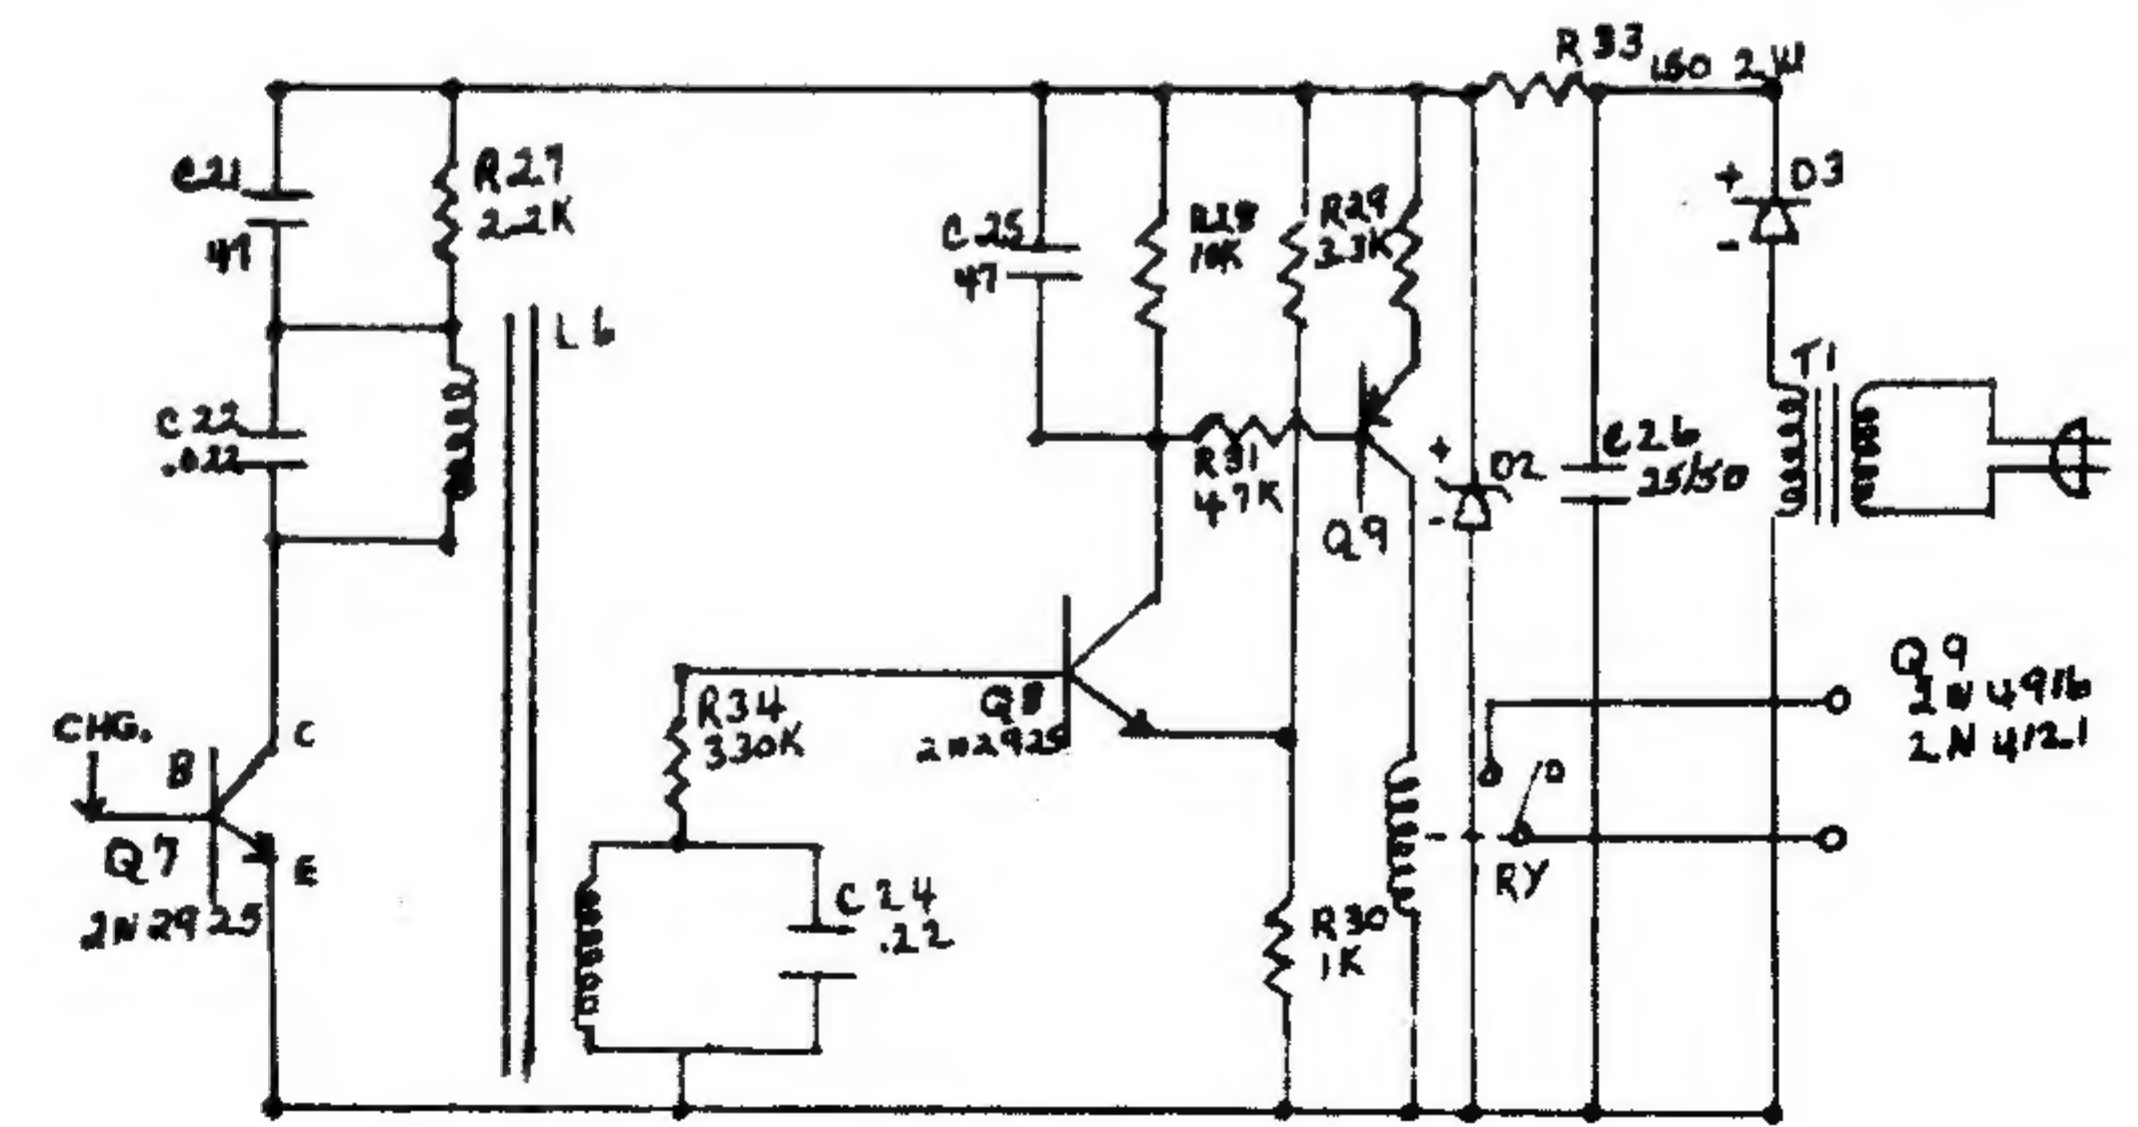 R33 150 2W
C21
47
R27
2.2K
C25
47
R28
10K
R29
3.3K
+ D3
-
L6
T1
C22
.022
R31
47K
Q9
+ D2
-
C26
25/50
CHG.
B
C
E
Q7
2N2925
R34
330K
Q8
2N2925
Q9
2N4916
2N4121
RY
C24
.22
R30
1K